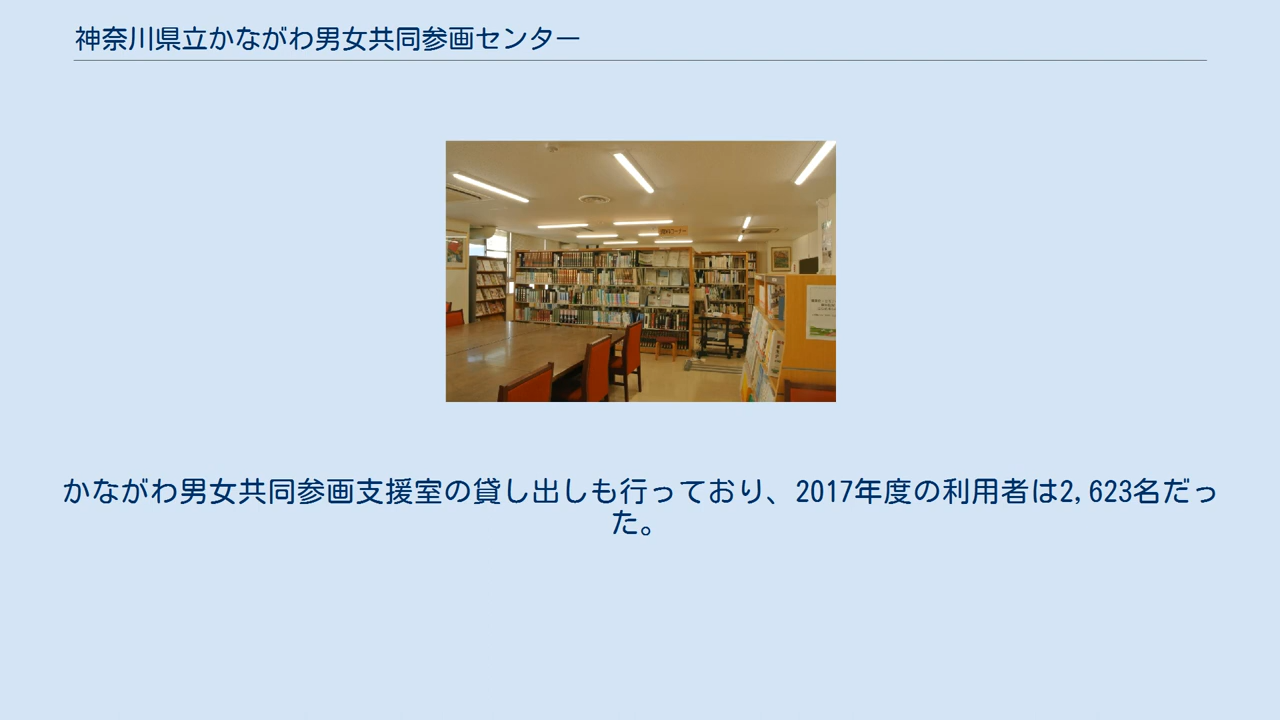 神奈川県立かながわ男女共同参画センター
かながわ男女共同参画支援室の貸し出しも行っており、2017年度の利用者は2,623名だっ
た。